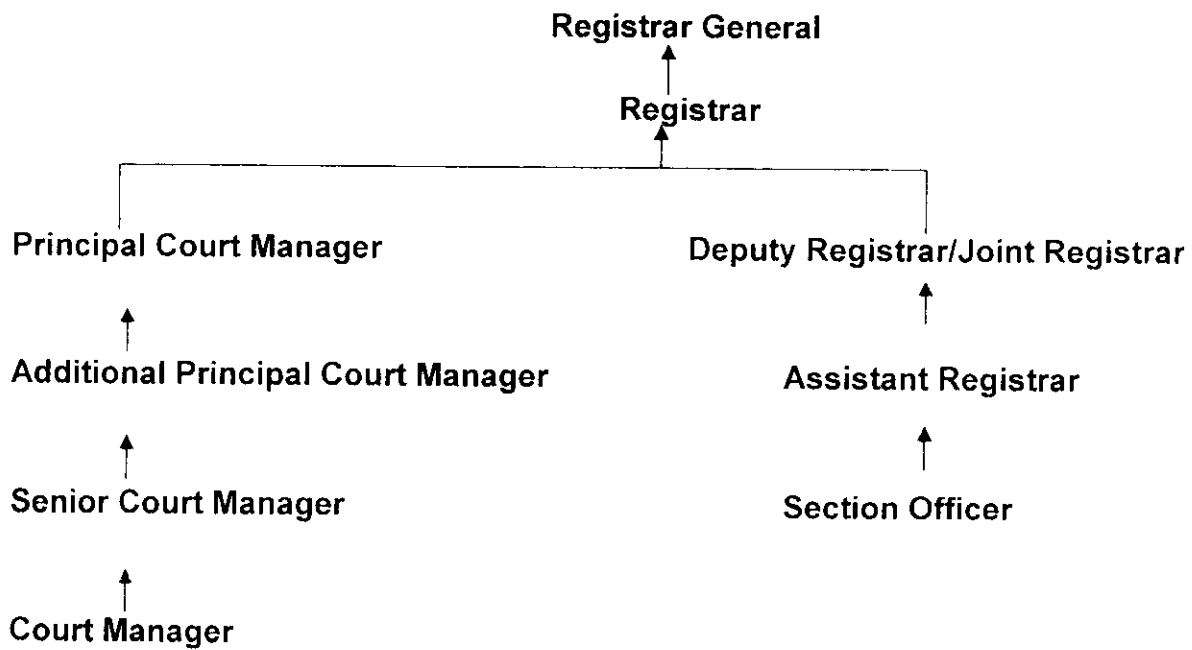 Registrar General
Registrar
Principal Court Manager
Deputy Registrar/Joint Registrar
Additional Principal Court Manager
Assistant Registrar
Senior Court Manager
Section Officer
Court Manager